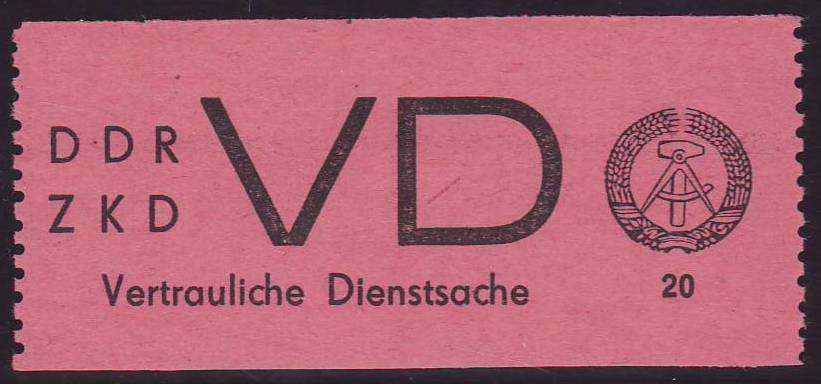 DDR
ZKD
VD
Vertrauliche Dienstsache
20